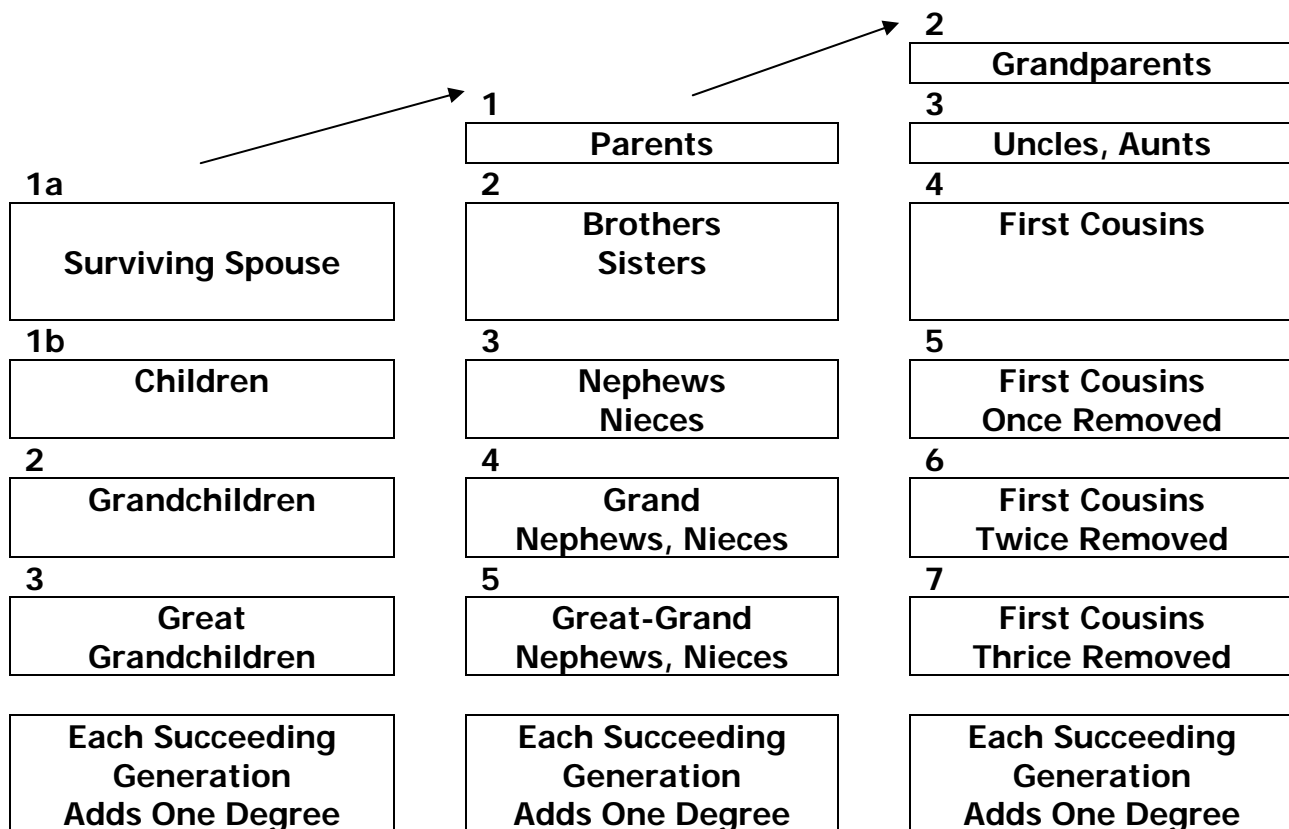 2
Grandparents
1
3
Parents
Uncles, Aunts
1a
2
4
Surviving Spouse
Brothers
Sisters
First Cousins
1b
3
5
Children
Nephews
Nieces
First Cousins
Once Removed
2
4
6
Grandchildren
Grand
Nephews, Nieces
First Cousins
Twice Removed
3
5
7
Great
Grandchildren
Great-Grand
Nephews, Nieces
First Cousins
Thrice Removed
Each Succeeding
Generation
Adds One Degree
Each Succeeding
Generation
Adds One Degree
Each Succeeding
Generation
Adds One Degree